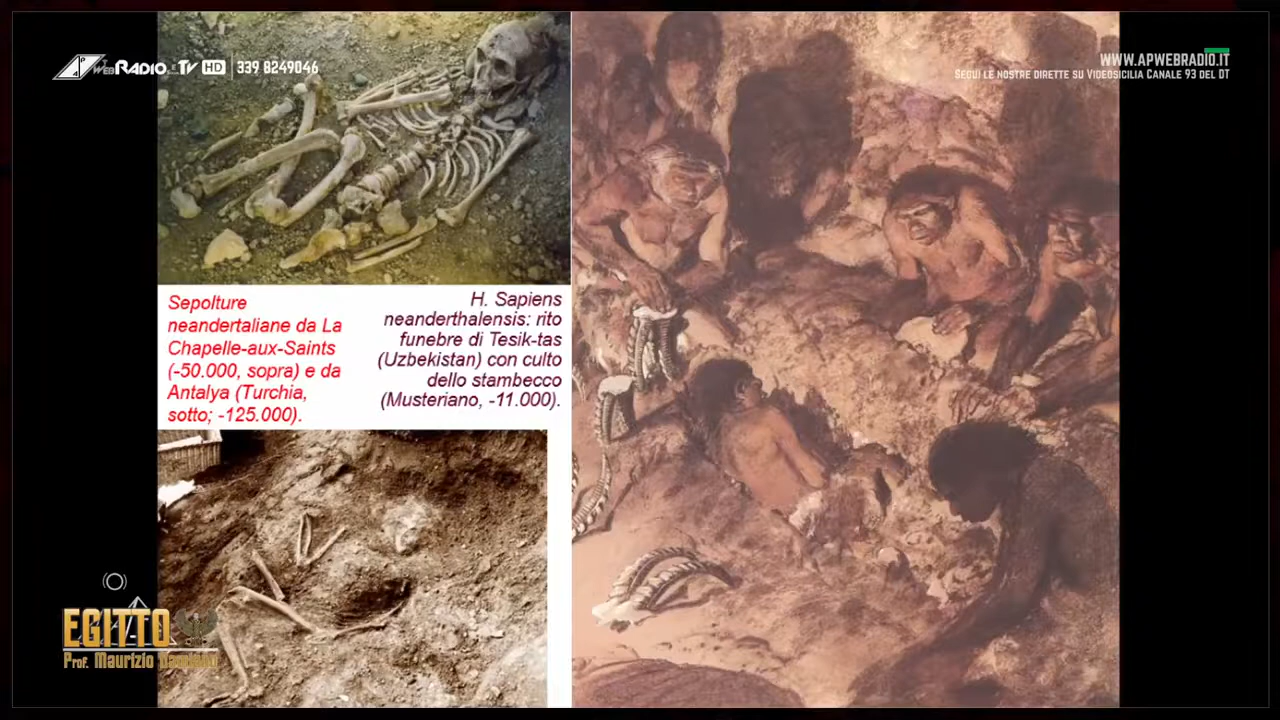 WEB RADIO TV HD 339 8249046
WWW.APWEBRADIO.IT
SEGUI LE NOSTRE DIRETTE SU VIDEOSICILIA CANALE 93 DEL DT
Sepolture
neandertaliane da La
Chapelle-aux-Saints
(-50.000, sopra) e da
Antalya (Turchia,
sotto; -125.000).
H. Sapiens
neanderthalensis: rito
funebre di Tesik-tas
(Uzbekistan) con culto
dello stambecco
(Musteriano, -11.000).
EGITTO
Prof. Maurizio Damiano